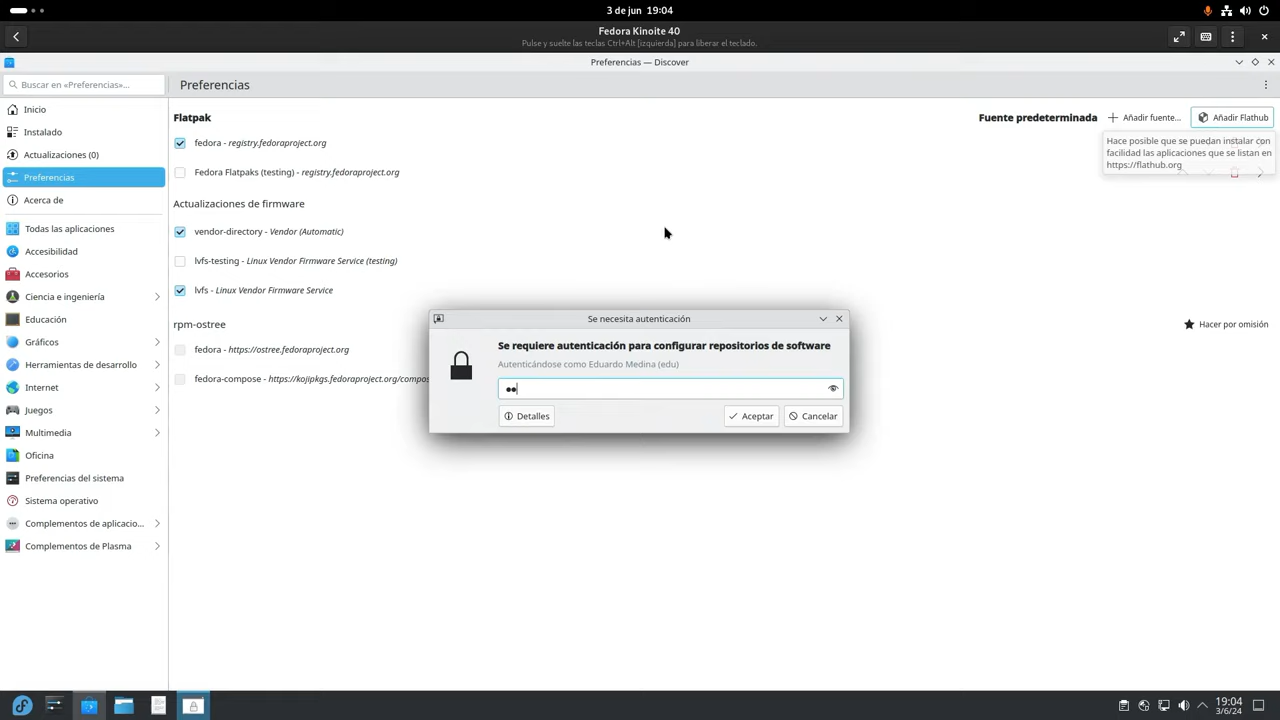 3 de jun 19:04
Fedora Kinoite 40
Pulse y suelte las teclas Ctrl+Alt [izquierda] para liberar el teclado.
Preferencias — Discover
Buscar en «Preferencias»...
Preferencias
Inicio
Instalado
Actualizaciones (0)
Preferencias
Acerca de
Todas las aplicaciones
Accesibilidad
Accesorios
Ciencia e ingeniería
Educación
Gráficos
Herramientas de desarrollo
Internet
Juegos
Multimedia
Oficina
Preferencias del sistema
Sistema operativo
Complementos de aplicacio...
Complementos de Plasma
Flatpak
Fuente predeterminada
Añadir fuente...
Añadir Flathub
Hace posible que se puedan instalar con
facilidad las aplicaciones que se listan en
https://flathub.org
fedora - registry.fedoraproject.org
Fedora Flatpaks (testing) - registry.fedoraproject.org
Actualizaciones de firmware
vendor-directory - Vendor (Automatic)
lvfs-testing - Linux Vendor Firmware Service (testing)
lvfs - Linux Vendor Firmware Service
rpm-ostree
Hacer por omisión
fedora - https://ostree.fedoraproject.org
fedora-compose - https://kojipkgs.fedoraproject.org/compos
Se necesita autenticación
Se requiere autenticación para configurar repositorios de software
Autenticándose como Eduardo Medina (edu)
Detalles
Aceptar
Cancelar
19:04
3/6/24